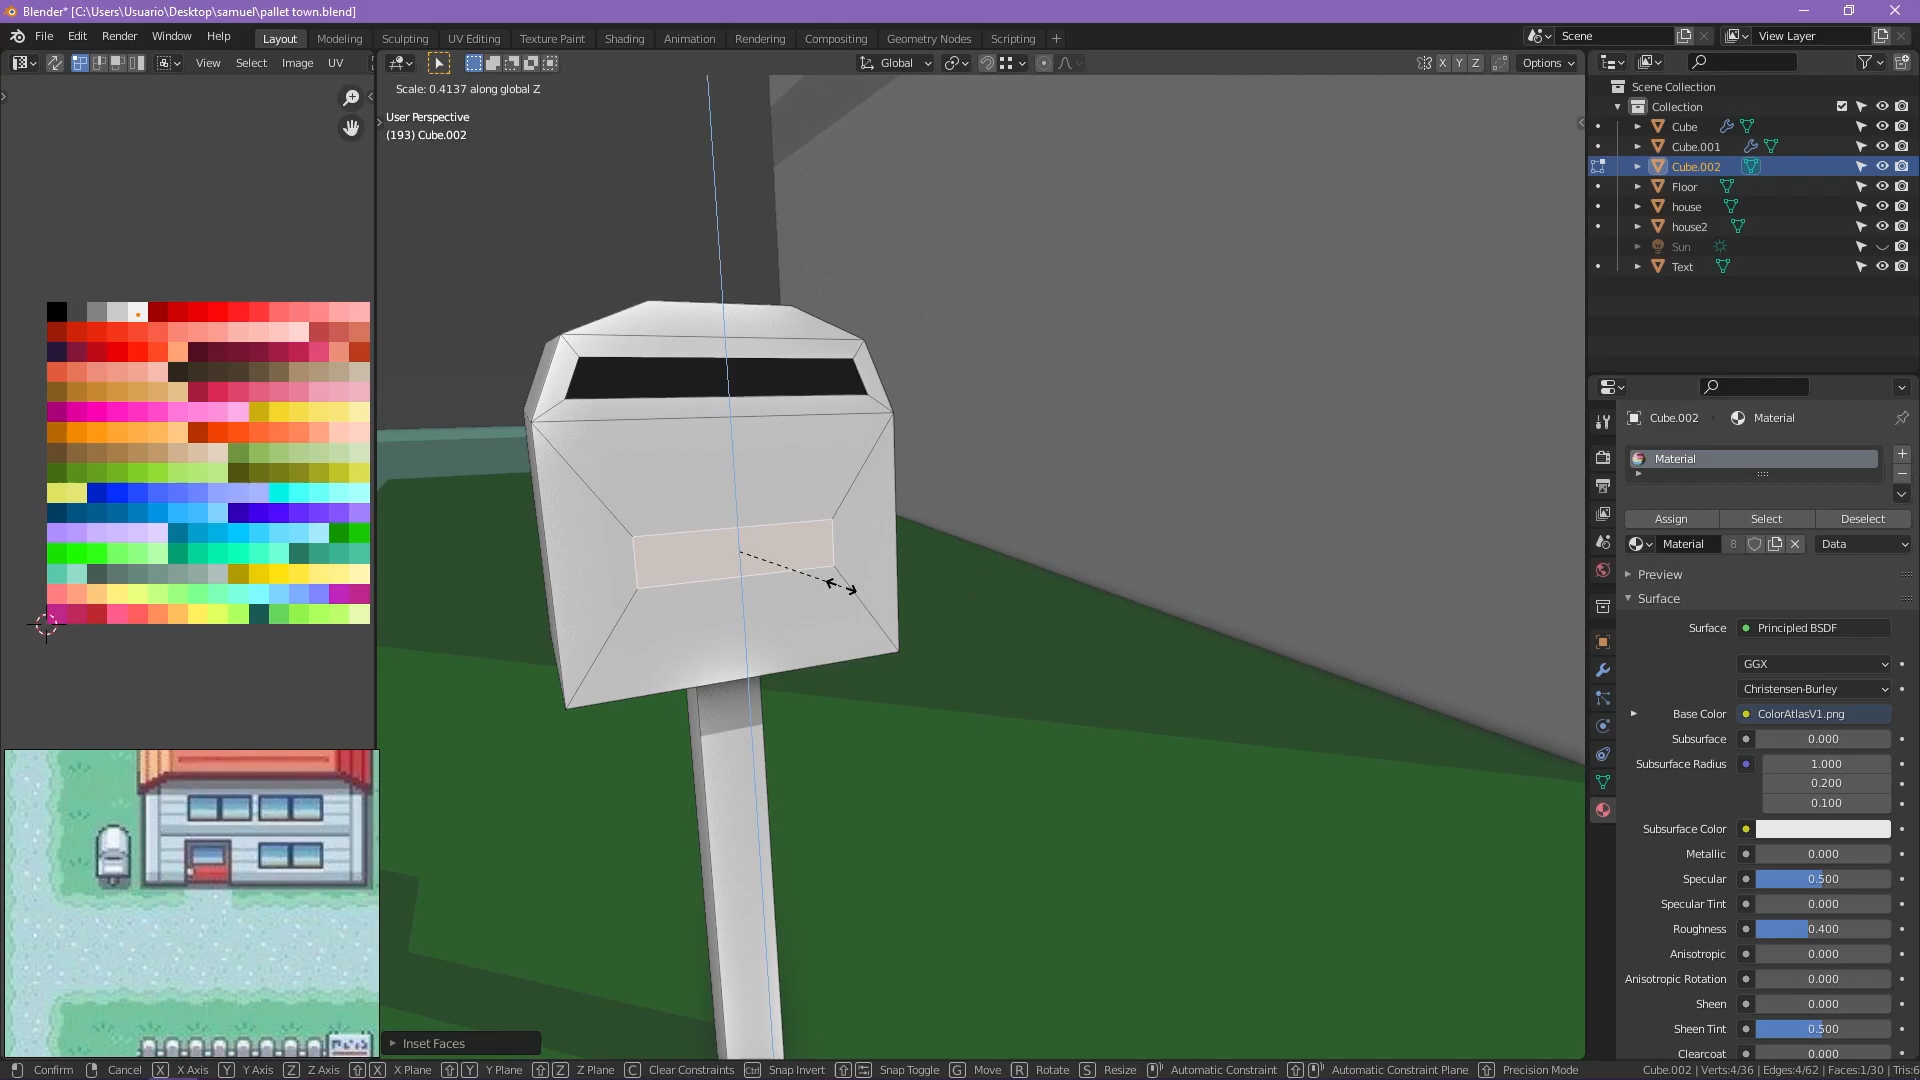 Blender* [C:\Users\Usuario\Desktop\samuel\pallet town.blend]
File Edit Render Window Help Layout Modeling Sculpting UV Editing Texture Paint Shading Animation Rendering Compositing Geometry Nodes Scripting + Scene View Layer
View Select Image UV Global X Y Z Options
Scale: 0.4137 along global Z
User Perspective
(193) Cube.002
Scene Collection
Collection
Cube
Cube.001
Cube.002
Floor
house
house2
Sun
Text
Cube.002 Material
Material
Assign Select Deselect
Material 8 Data
Preview
Surface
Surface Principled BSDF
GGX
Christensen-Burley
Base Color ColorAtlasV1.png
Subsurface 0.000
Subsurface Radius 1.000
0.200
0.100
Subsurface Color
Metallic 0.000
Specular 0.500
Specular Tint 0.000
Roughness 0.400
Anisotropic 0.000
Anisotropic Rotation 0.000
Sheen 0.000
Sheen Tint 0.500
Clearcoat 0.000
Inset Faces
Confirm Cancel X X Axis Y Y Axis Z Z Axis X X Plane Y Y Plane Z Z Plane C Clear Constraints Ctrl Snap Invert Snap Toggle G Move R Rotate S Resize Automatic Constraint Automatic Constraint Plane Precision Mode Cube.002 | Verts:4/36 | Edges:4/62 | Faces:1/30 | Tris:6